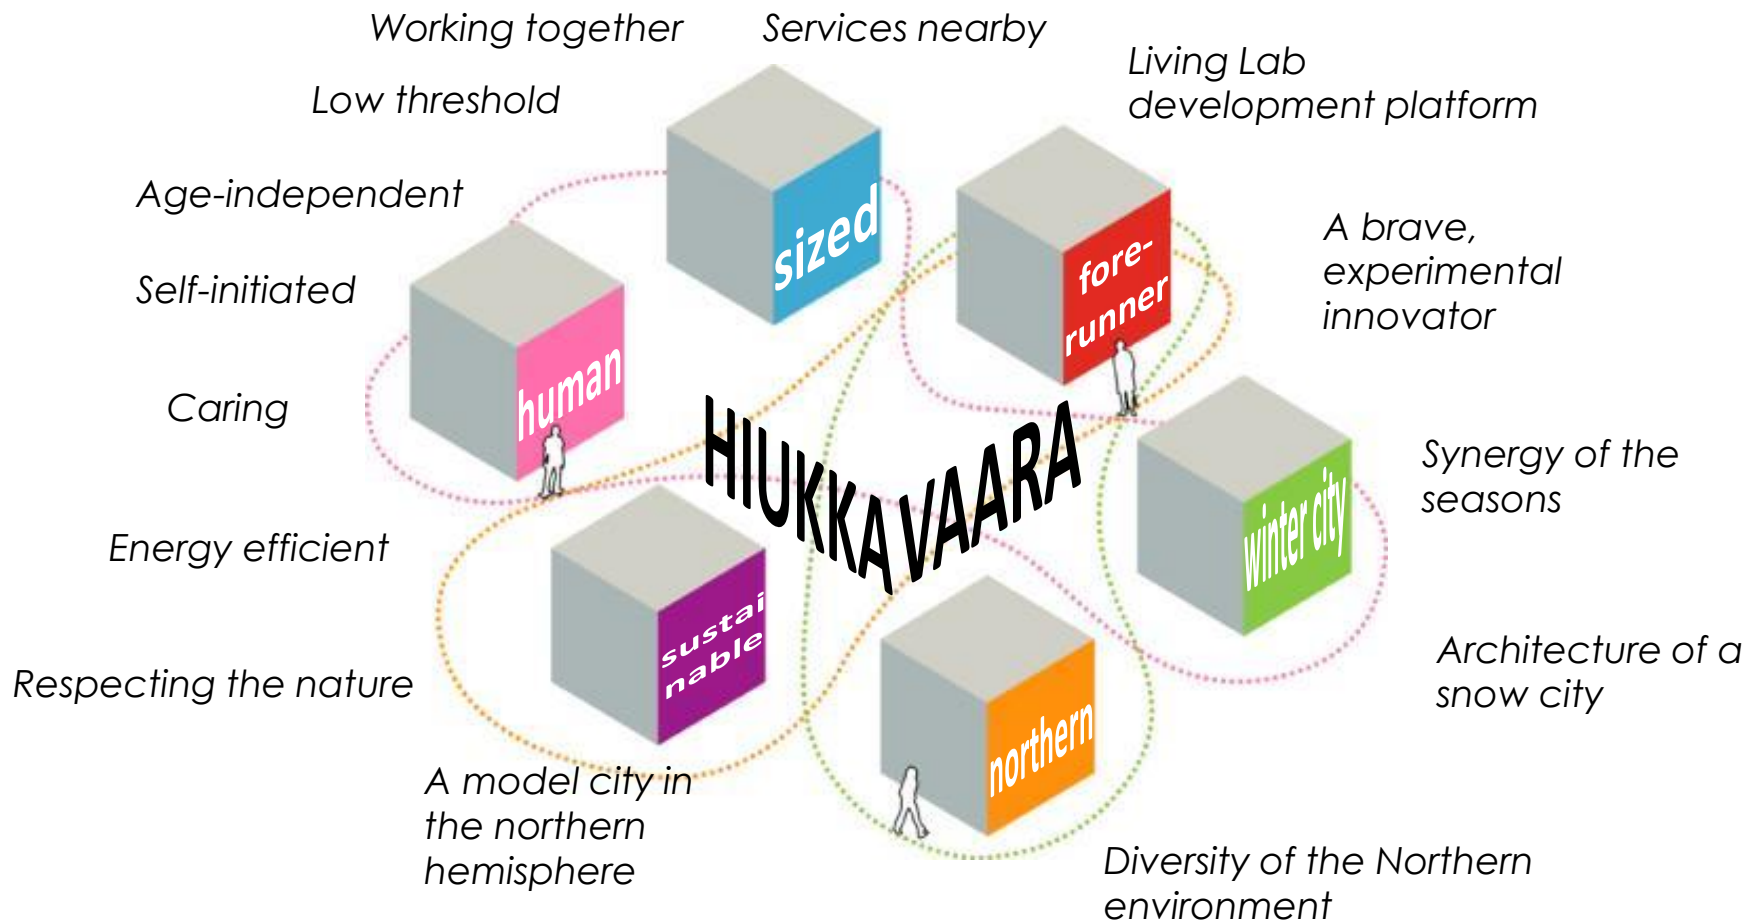 Working together
Services nearby
Living Lab
development platform
Low threshold
Age-independent
sized
fore-
runner
A brave,
experimental
innovator
Self-initiated
human
Caring
HIUKKAVAARA
Synergy of the
seasons
winter city
Energy efficient
sustai
nable
Respecting the nature
northern
Architecture of a
snow city
A model city in
the northern
hemisphere
Diversity of the Northern
environment